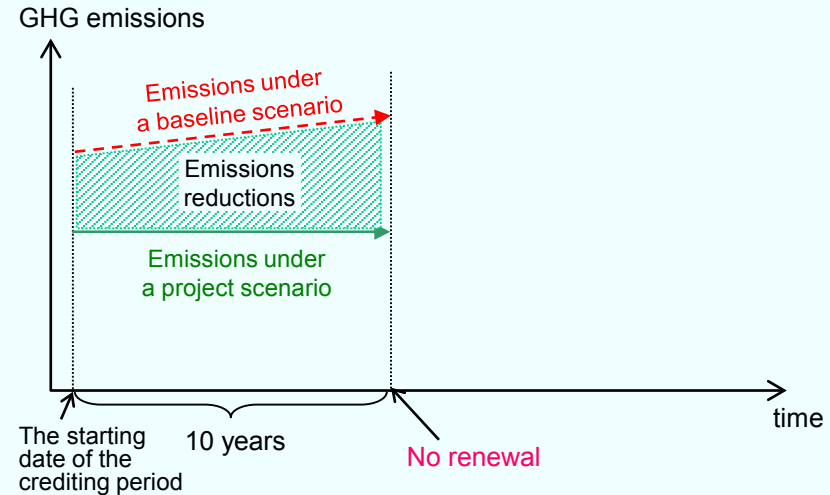 GHG emissions
Emissions under
a baseline scenario
Emissions
reductions
Emissions under
a project scenario
time
The starting
date of the
crediting period
10 years
No renewal